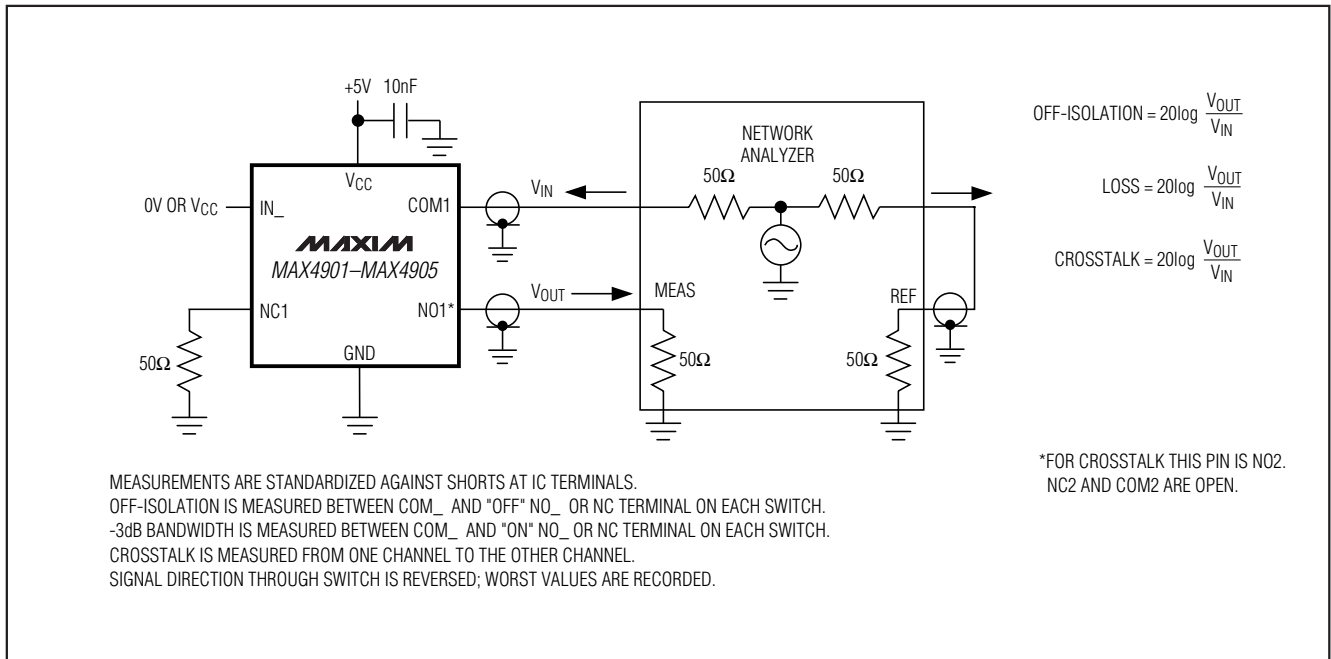 +5V 10nF
VCC
0V OR VCC IN_
COM1
MAXIM
MAX4901–MAX4905
NC1
NO1*
50Ω
GND
VIN
VOUT
NETWORK
ANALYZER
50Ω 50Ω
MEAS REF
50Ω 50Ω
OFF-ISOLATION = 20log VOUT
VIN
LOSS = 20log VOUT
VIN
CROSSTALK = 20log VOUT
VIN
*FOR CROSSTALK THIS PIN IS NO2.
NC2 AND COM2 ARE OPEN.
MEASUREMENTS ARE STANDARDIZED AGAINST SHORTS AT IC TERMINALS.
OFF-ISOLATION IS MEASURED BETWEEN COM_ AND "OFF" NO_ OR NC TERMINAL ON EACH SWITCH.
-3dB BANDWIDTH IS MEASURED BETWEEN COM_ AND "ON" NO_ OR NC TERMINAL ON EACH SWITCH.
CROSSTALK IS MEASURED FROM ONE CHANNEL TO THE OTHER CHANNEL.
SIGNAL DIRECTION THROUGH SWITCH IS REVERSED; WORST VALUES ARE RECORDED.